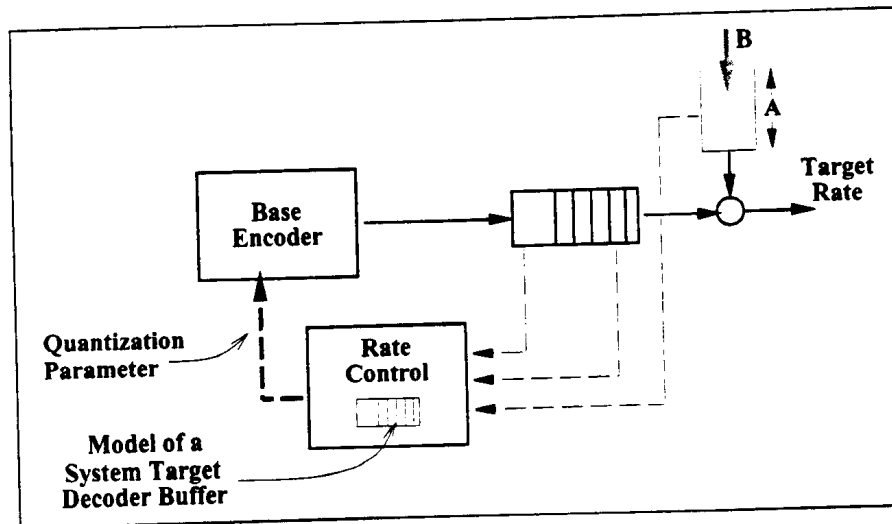 B
A
Target
Rate
Base
Encoder
Quantization
Parameter
Rate
Control
Model of a
System Target
Decoder Buffer